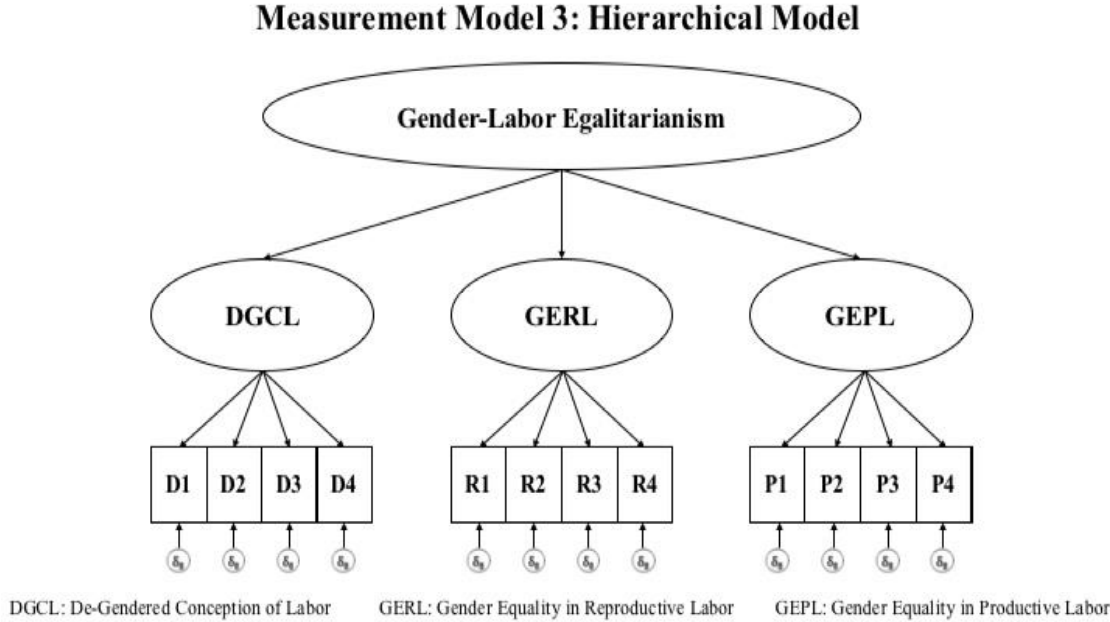 Measurement Model 3: Hierarchical Model
Gender-Labor Egalitarianism
DGCL GERL GEPL
D1 D2 D3 D4 R1 R2 R3 R4 P1 P2 P3 P4
DGCL: De-Gendered Conception of Labor GERL: Gender Equality in Reproductive Labor GEPL: Gender Equality in Productive Labor